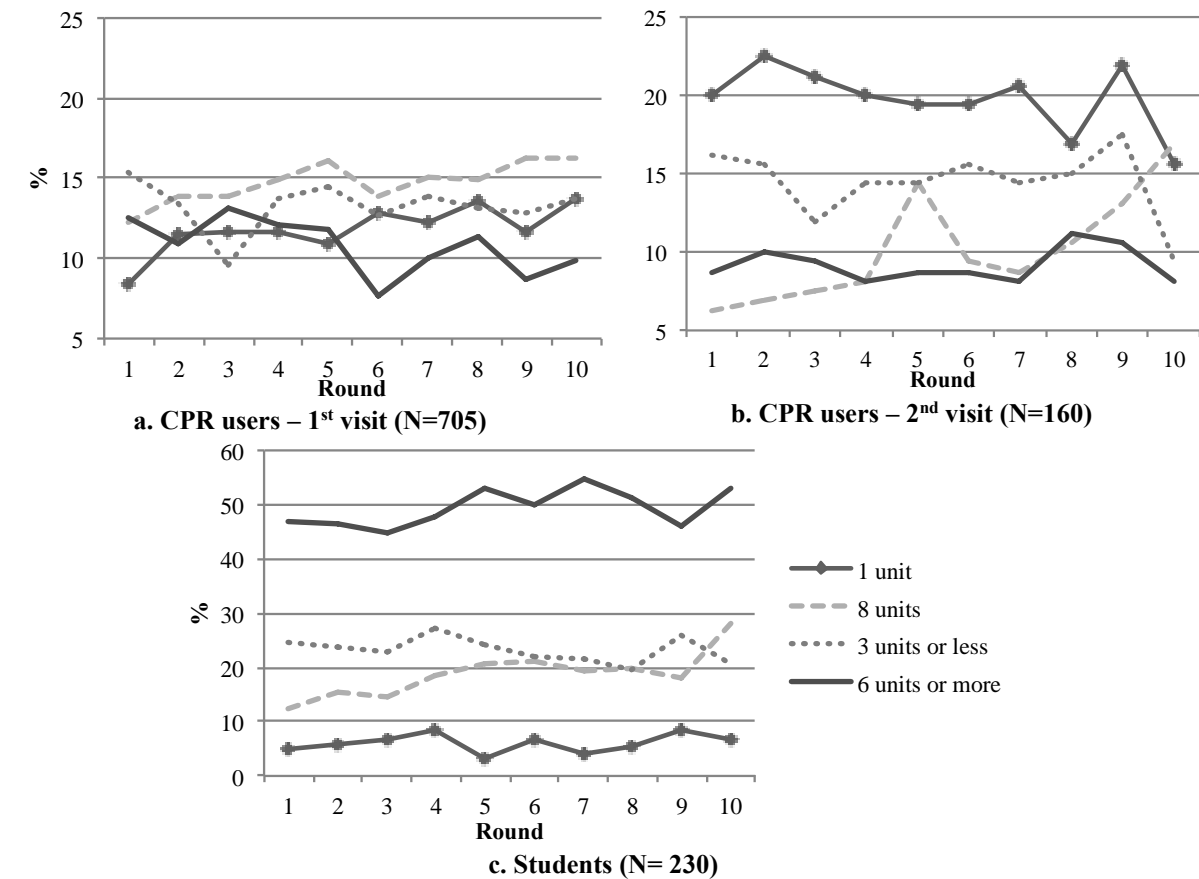 25
20
15
10
5
%
1 2 3 4 5 6 7 8 9 10
Round
a. CPR users – 1st visit (N=705)
25
20
15
10
5
1 2 3 4 5 6 7 8 9 10
Round
b. CPR users – 2nd visit (N=160)
60
50
40
30
20
10
0
%
1 2 3 4 5 6 7 8 9 10
Round
c. Students (N= 230)
1 unit
8 units
3 units or less
6 units or more